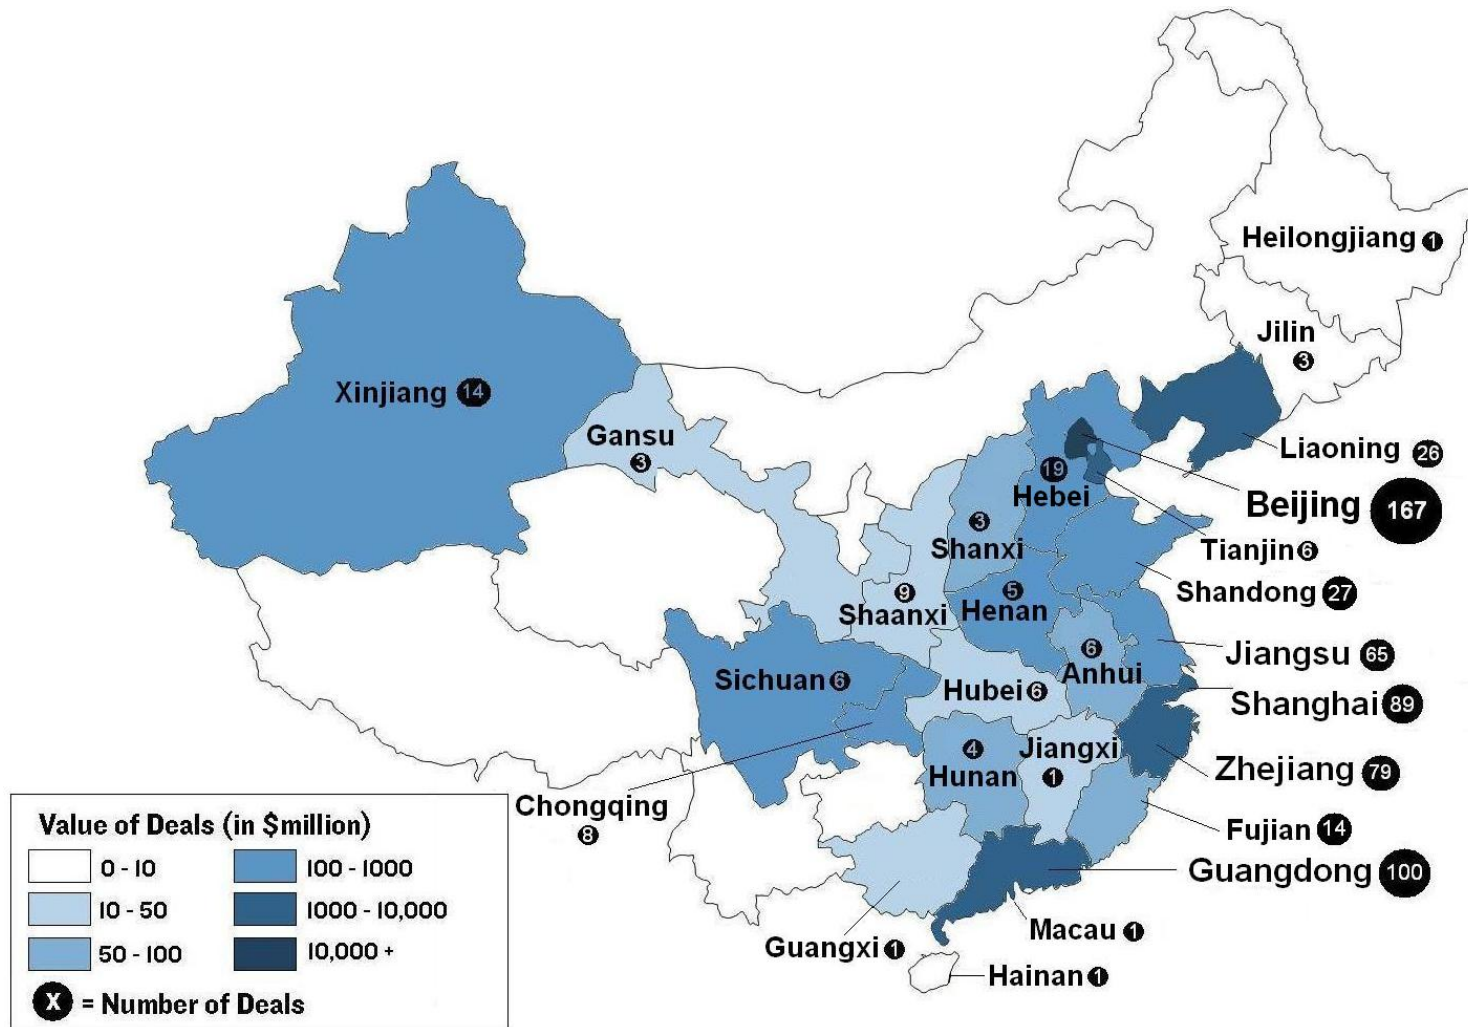 Heilongjiang 1
Jilin
3
Xinjiang 14
Gansu
3
Liaoning 26
19
Hebei
Beijing 167
3
Shanxi
Tianjin 6
9
Shaanxi
5
Henan
Shandong 27
6
Anhui
Jiangsu 65
Sichuan 6
Hubei 6
Shanghai 89
4
Hunan
Jiangxi
1
Zhejiang 79
Chongqing
8
Fujian 14
Guangdong 100
Macau 1
Guangxi 1
Hainan 1
Value of Deals (in $million)
0 - 10
100 - 1000
10 - 50
1000 - 10,000
50 - 100
10,000 +
X = Number of Deals